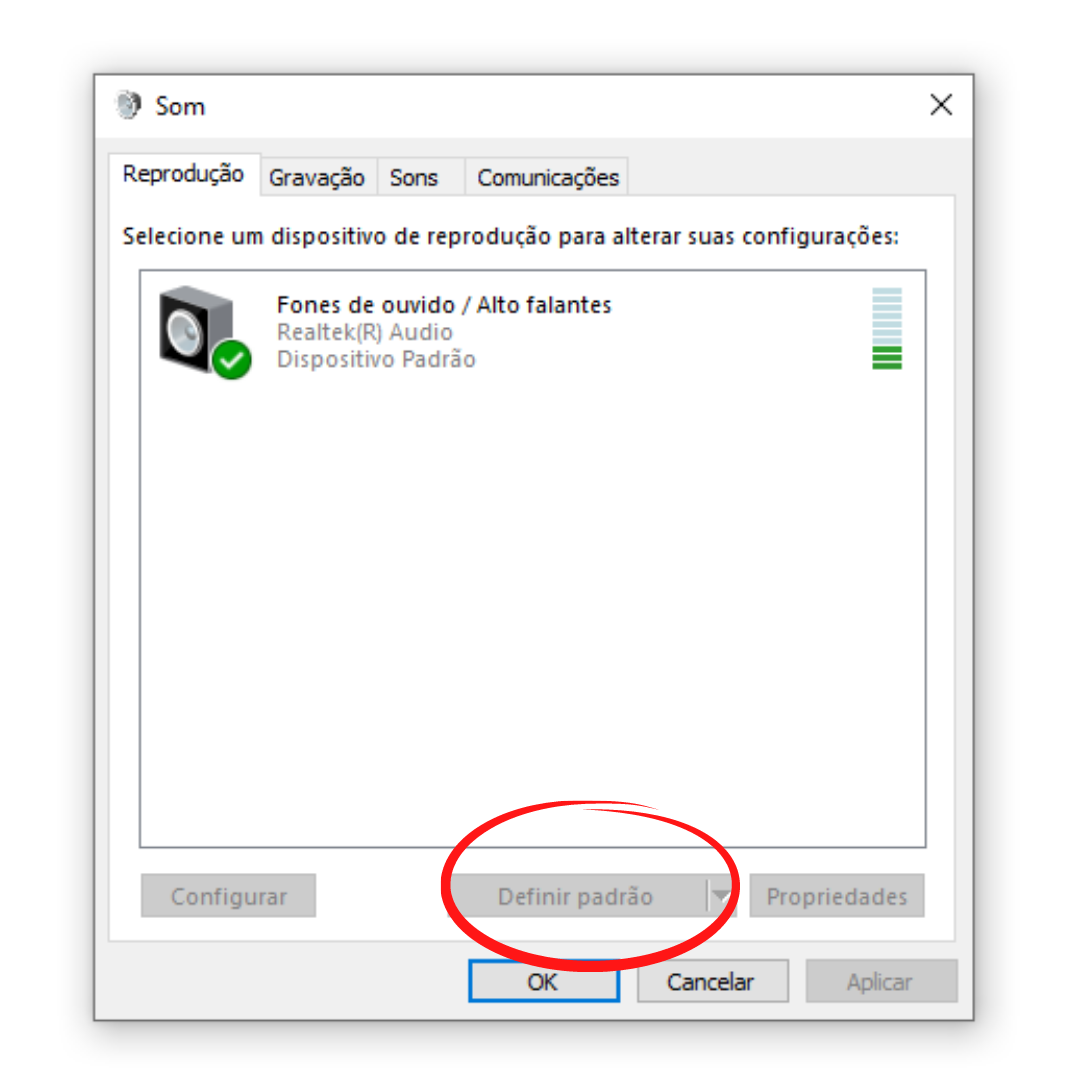 Som
Reprodução Gravação Sons Comunicações
Selecione um dispositivo de reprodução para alterar suas configurações:
Fones de ouvido / Alto falantes
Realtek(R) Audio
Dispositivo Padrão
Configurar Definir padrão Propriedades
OK Cancelar Aplicar